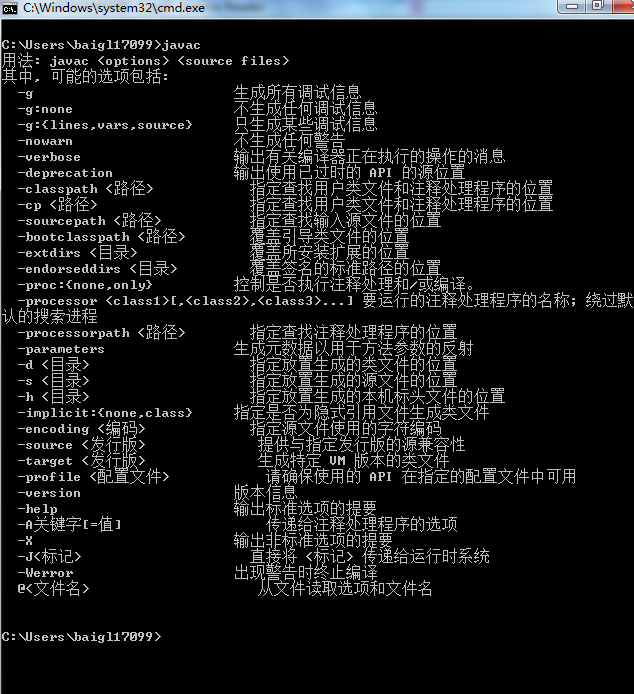 C:\Windows\system32\cmd.exe
C:\Users\baigl17099>javac
用法: javac <options> <source files>
其中, 可能的选项包括:
-g 生成所有调试信息
-g:none 不生成任何调试信息
-g:{lines,vars,source} 只生成某些调试信息
-nowarn 不生成任何警告
-verbose 输出有关编译器正在执行的操作的消息
-deprecation 输出使用已过时的 API 的源位置
-classpath <路径> 指定查找用户类文件和注释处理程序的位置
-cp <路径> 指定查找用户类文件和注释处理程序的位置
-sourcepath <路径> 指定查找输入源文件的位置
-bootclasspath <路径> 覆盖引导类文件的位置
-extdirs <目录> 覆盖所安装扩展的位置
-endorseddirs <目录> 覆盖签名的标准路径的位置
-proc:{none,only} 控制是否执行注释处理和/或编译。
-processor <class1>[,<class2>,<class3>...] 要运行的注释处理程序的名称; 绕过默
认的搜索进程
-processorpath <路径> 指定查找注释处理程序的位置
-parameters 生成元数据以用于方法参数的反射
-d <目录> 指定放置生成的类文件的位置
-s <目录> 指定放置生成的源文件的位置
-h <目录> 指定放置生成的本机标头文件的位置
-implicit:{none,class} 指定是否为隐式引用文件生成类文件
-encoding <编码> 指定源文件使用的字符编码
-source <发行版> 提供与指定发行版的源兼容性
-target <发行版> 生成特定 VM 版本的类文件
-profile <配置文件> 请确保使用的 API 在指定的配置文件中可用
-version 版本信息
-help 输出标准选项的提要
-A关键字[=值] 传递给注释处理程序的选项
-X 输出非标准选项的提要
-J<标记> 直接将 <标记> 传递给运行时系统
-Werror 出现警告时终止编译
@<文件名> 从文件读取选项和文件名
C:\Users\baigl17099>